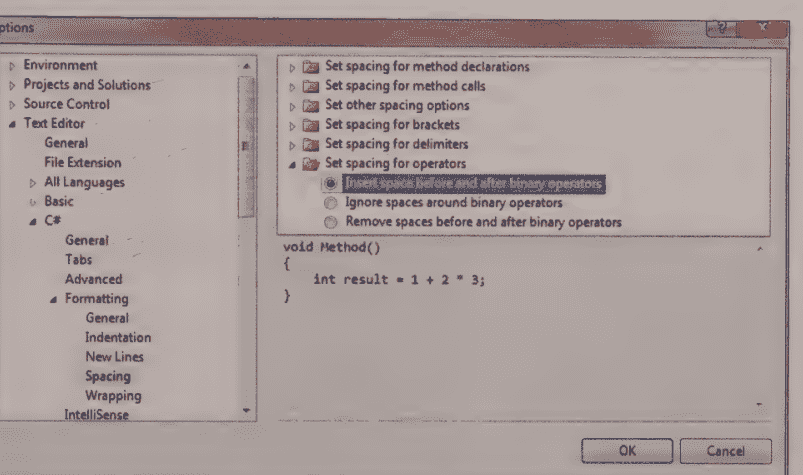 ptions
Environment
Projects and Solutions
Source Control
Text Editor
General
File Extension
All Languages
Basic
C#
General
Tabs
Advanced
Formatting
General
Indentation
New Lines
Spacing
Wrapping
IntelliSense
Set spacing for method declarations
Set spacing for method calls
Set other spacing options
Set spacing for brackets
Set spacing for delimiters
Set spacing for operators
Insert space before and after binary operators
Ignore spaces around binary operators
Remove spaces before and after binary operators
void Method()
{
int result = 1 + 2 * 3;
}
OK
Cancel